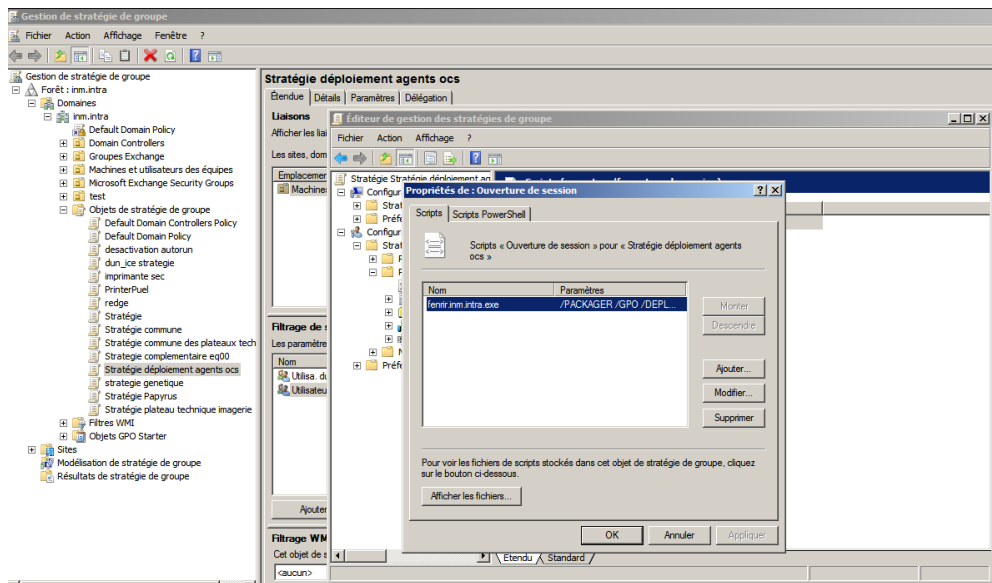 Gestion de stratégie de groupe
Fichier Action Affichage Fenêtre ?
Gestion de stratégie de groupe
Forêt : inm.intra
Domaines
inm.intra
Default Domain Policy
Domain Controllers
Groupes Exchange
Machines et utilisateurs des équipes
Microsoft Exchange Security Groups
test
Objets de stratégie de groupe
Default Domain Controllers Policy
Default Domain Policy
desactivation autorun
dun_ice strategie
imprimante sec
PrinterPuel
redge
Stratégie
Stratégie commune
Stratégie commune des plateaux tech
Strategie complementaire eq00
Stratégie déploiement agents ocs
strategie genetique
Stratégie Papyrus
Stratégie plateau technique imagerie
Filtres WMI
Objets GPO Starter
Sites
Modélisation de stratégie de groupe
Résultats de stratégie de groupe
Stratégie déploiement agents ocs
Étendue Détails Paramètres Délégation
Liaisons
Afficher les liai
Les sites, dom
Emplacemer
Machine
Filtrage de
Les paramètre
Nom
Utilisa. du
Utilisateu
Ajouter
Filtrage WM
Cet objet de s
<aucun>
Éditeur de gestion des stratégies de groupe
Fichier Action Affichage ?
Stratégie Stratégie déploiement ag
Configur
Strat
Préfé
Configur
Strat
Préfé
Etendu Standard
Propriétés de : Ouverture de session
Scripts Scripts PowerShell
Scripts « Ouverture de session » pour « Stratégie déploiement agents
ocs »
Nom Paramètres
fenrir.inm.intra.exe /PACKAGER /GPO /DEPL...
Monter
Descendre
Ajouter...
Modifier...
Supprimer
Pour voir les fichiers de scripts stockés dans cet objet de stratégie de groupe, cliquez
sur le bouton ci-dessous.
Afficher les fichiers...
OK Annuler Appliquer